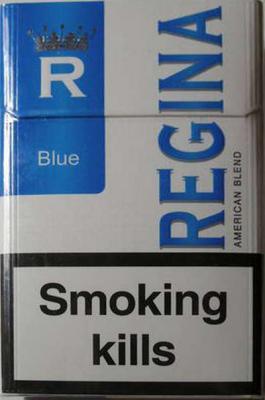 R
Blue
REGINA
AMERICAN BLEND
Smoking
kills